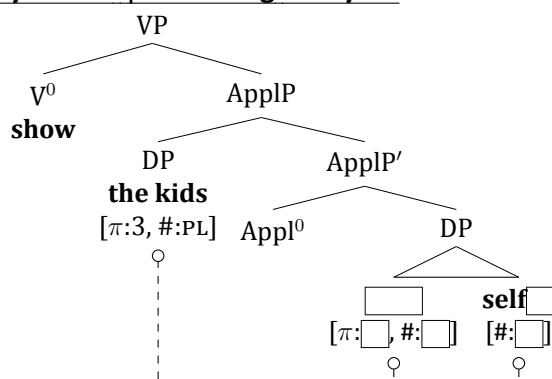 VP
V⁰ ApplP
show
DP ApplP′
the kids
[π:3, #:PL] Appl⁰ DP
self
[π: , #: ] [#: ]